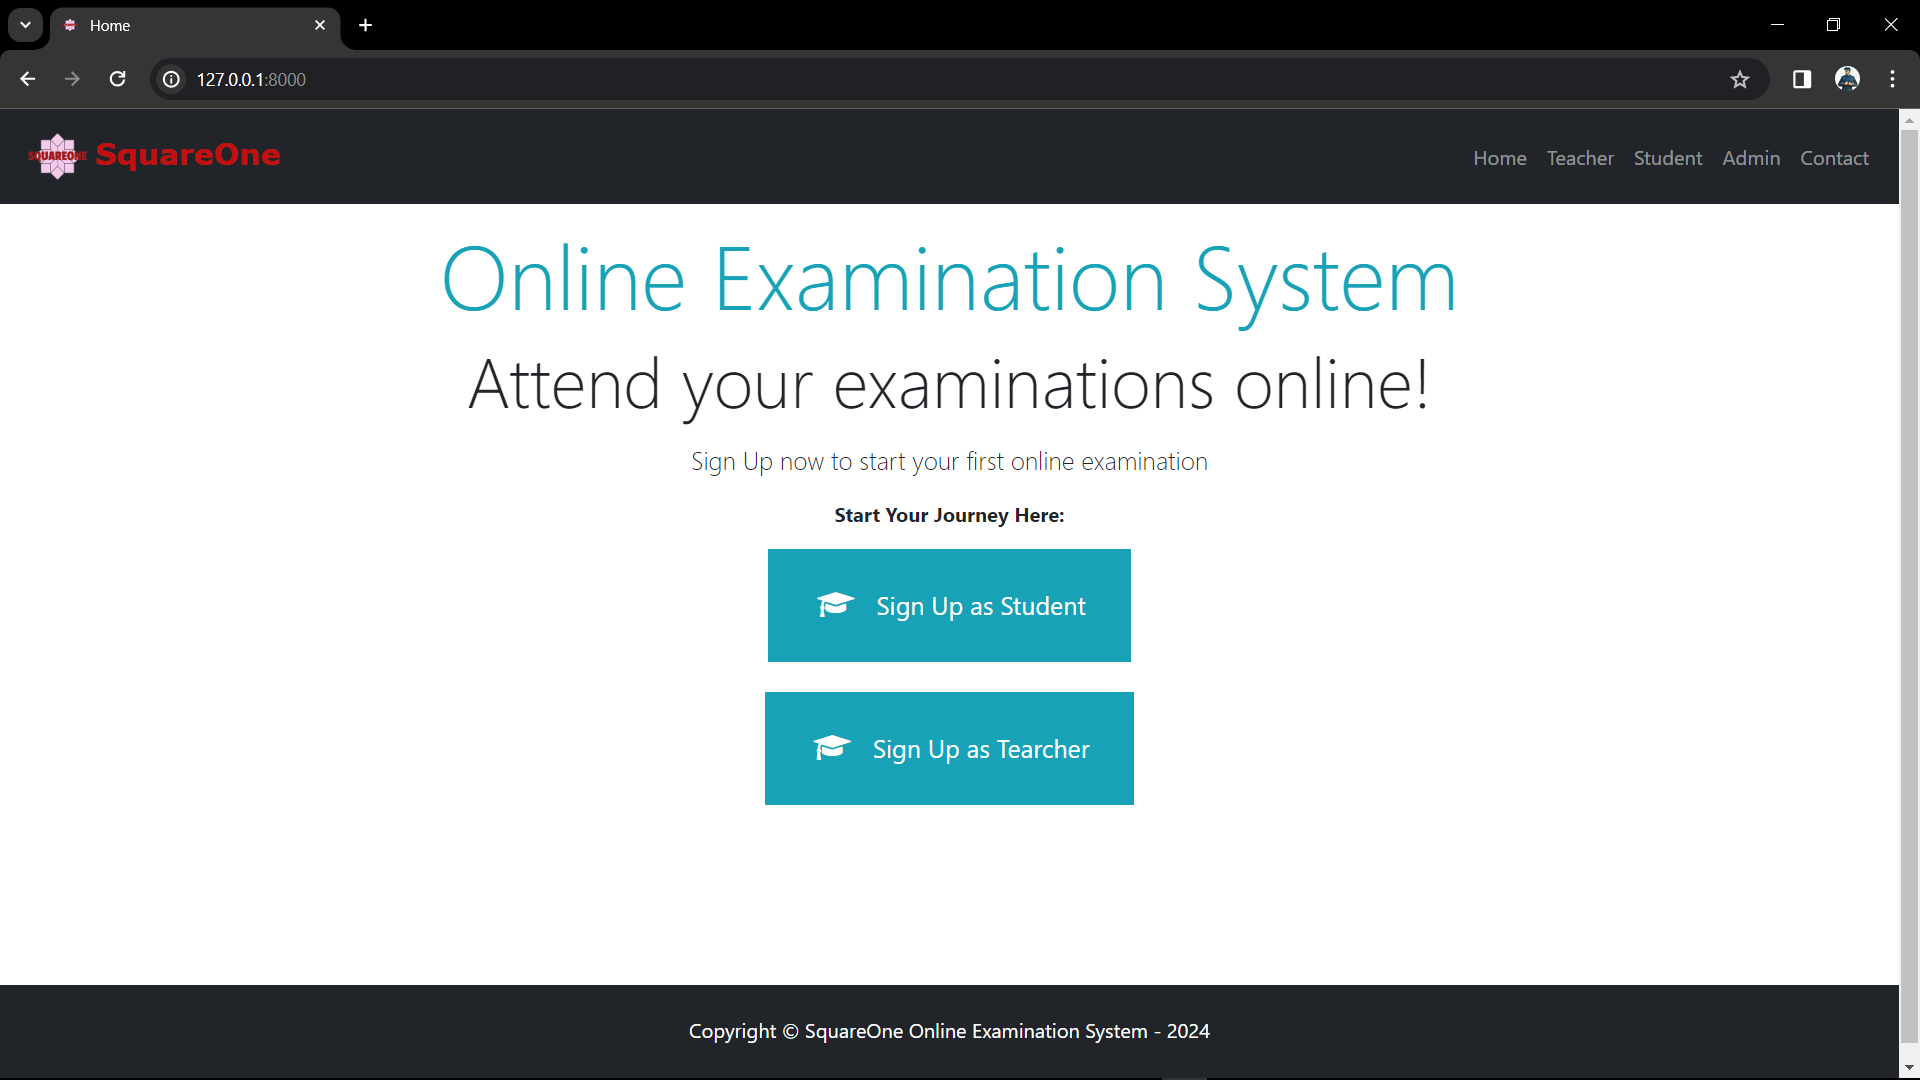 Home
127.0.0.1:8000
SQUAREONE SquareOne
Home Teacher Student Admin Contact
Online Examination System
Attend your examinations online!
Sign Up now to start your first online examination
Start Your Journey Here:
Sign Up as Student
Sign Up as Tearcher
Copyright © SquareOne Online Examination System - 2024